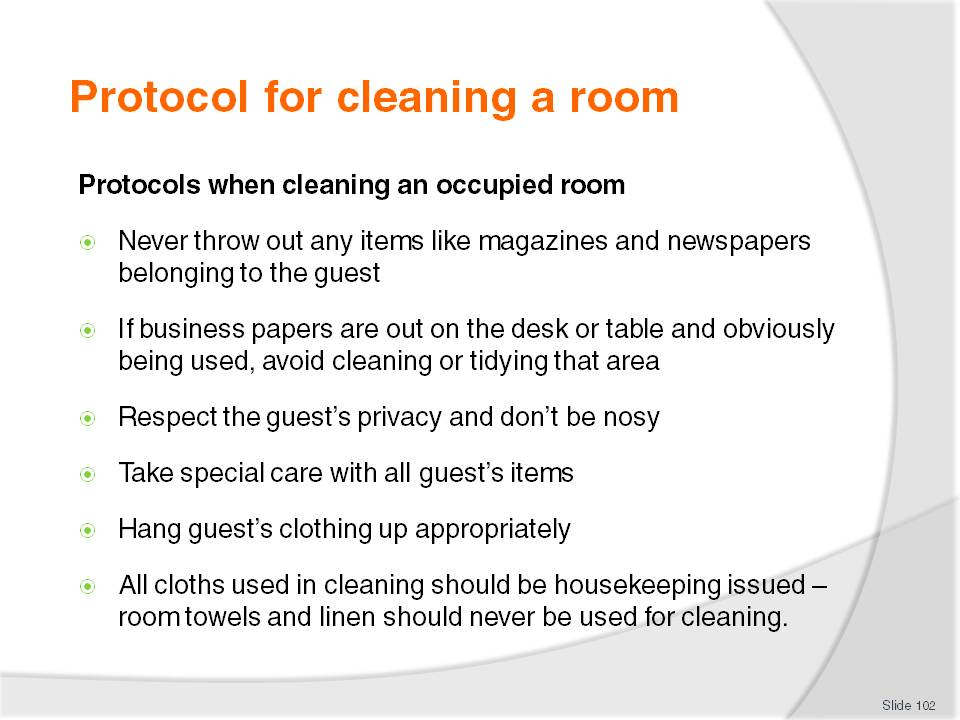 Protocol for cleaning a room
Protocols when cleaning an occupied room
Never throw out any items like magazines and newspapers
belonging to the guest
If business papers are out on the desk or table and obviously
being used, avoid cleaning or tidying that area
Respect the guest’s privacy and don’t be nosy
Take special care with all guest’s items
Hang guest’s clothing up appropriately
All cloths used in cleaning should be housekeeping issued –
room towels and linen should never be used for cleaning.
Slide 102